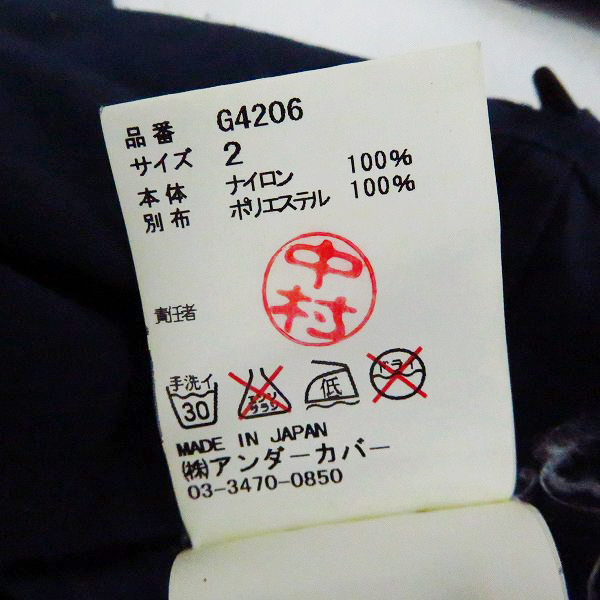 品番 G4206
サイズ 2
本体 ナイロン 100%
別布 ポリエステル 100%
中村
責任者
手洗イ 30 エンソ サラシ 低 ドライ
MADE IN JAPAN
㈱アンダーカバー
03-3470-0850